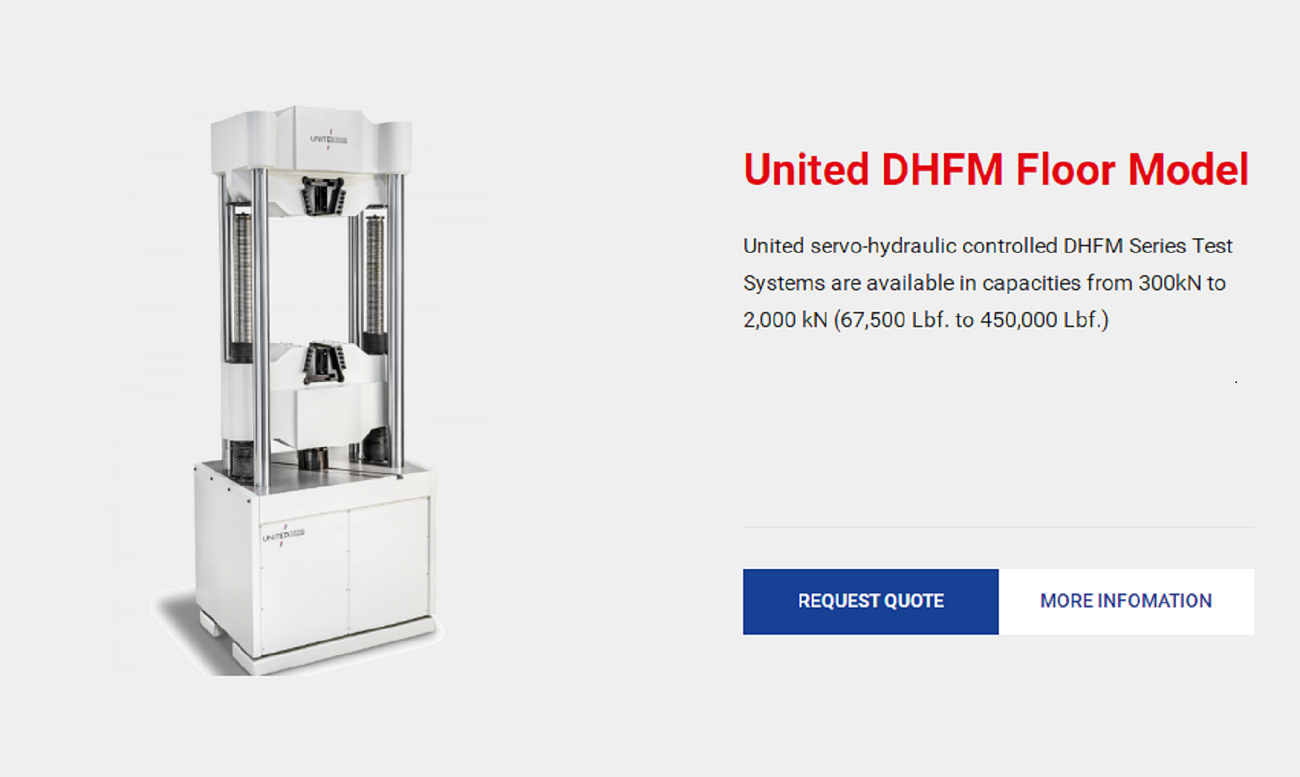 UNITED
United DHFM Floor Model
United servo-hydraulic controlled DHFM Series Test
Systems are available in capacities from 300kN to
2,000 kN (67,500 Lbf. to 450,000 Lbf.)
.
UNITED
REQUEST QUOTE
MORE INFOMATION